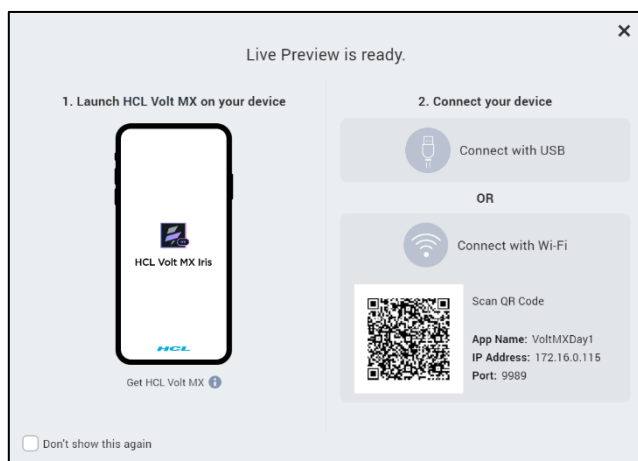 Live Preview is ready.
1. Launch HCL Volt MX on your device
HCL Volt MX Iris
HCL
Get HCL Volt MX
2. Connect your device
Connect with USB
OR
Connect with Wi-Fi
Scan QR Code
App Name: VoltMXDay1
IP Address: 172.16.0.115
Port: 9989
Don't show this again